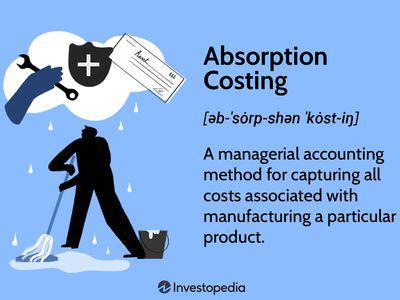 Rent
$$$
Absorption
Costing
[əb-ˈsȯrp-shən ˈkȯst-iŋ]
A managerial accounting
method for capturing all
costs associated with
manufacturing a particular
product.
Investopedia